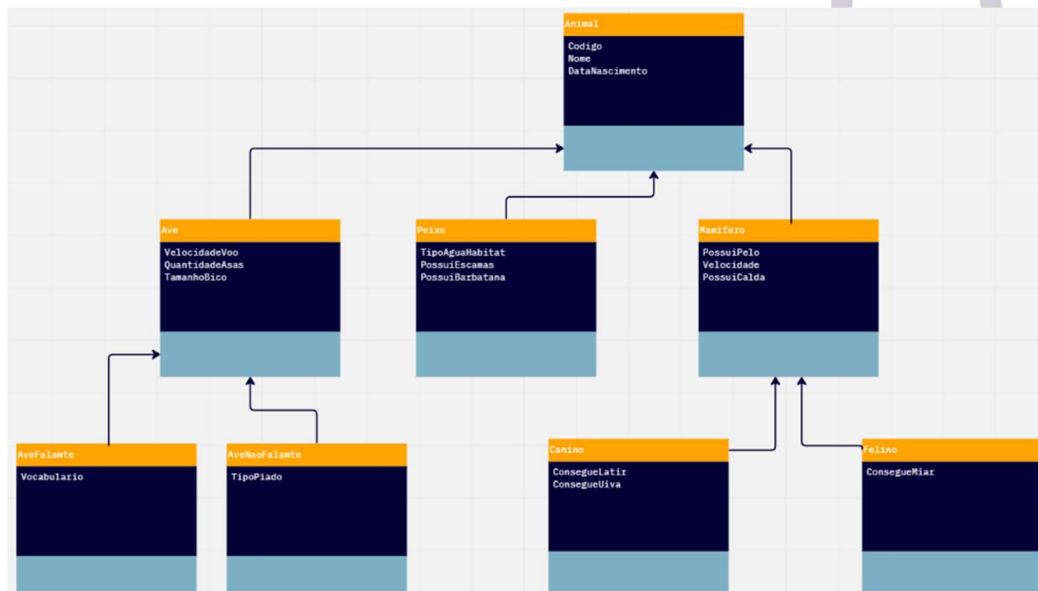 Animal
Codigo
Nome
DataNascimento
Ave
VelocidadeVoo
QuantidadeAsas
TamanhoBico
Peixe
TipoAguaHabitat
PossuiEscamas
PossuiBarbatana
Mamifero
PossuiPelo
Velocidade
PossuiCalda
AveFalamte
Vocabulario
AveNaoFalamte
TipoPiado
Canino
ConsegueLatir
ConsegueUiva
Felino
ConsegueMiar